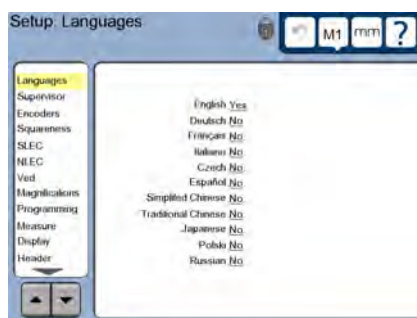 Setup: Languages
M1 mm ?
Languages
Supervisor
Encoders
Squareness
SLEC
NLEC
Ved
Magnifications
Programming
Measure
Display
Header
English Yes
Deutsch No
Français No
Italiano No
Czech No
Español No
Simplified Chinese No
Traditional Chinese No
Japanese No
Polski No
Russian No